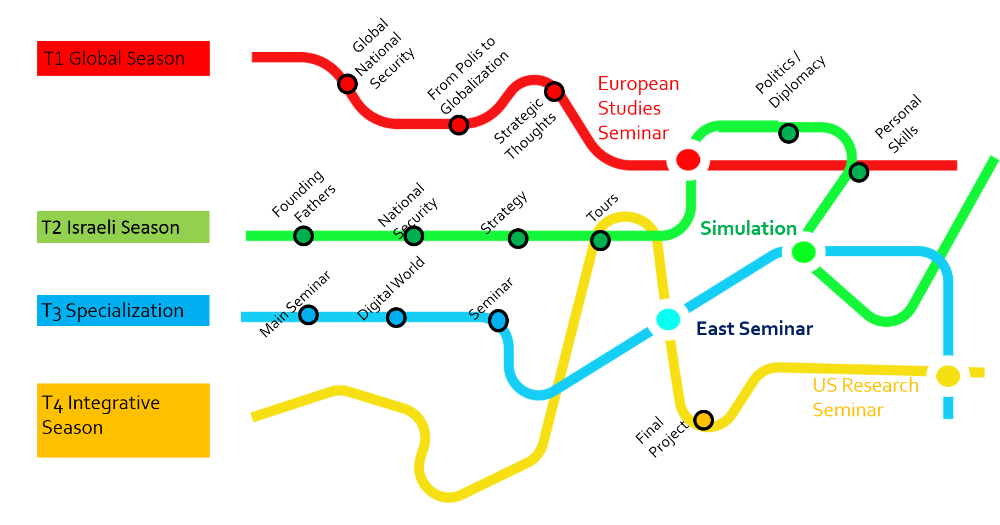 T1 Global Season
Global
National
Security
From Polis to
Globalization
Strategic
Thoughts
European
Studies
Seminar
Politics /
Diplomacy
Personal
Skills
T2 Israeli Season
Founding
Fathers
National
Security
Strategy
Tours
Simulation
T3 Specialization
Main Seminar
Digital World
Seminar
East Seminar
T4 Integrative
Season
Final
Project
US Research
Seminar